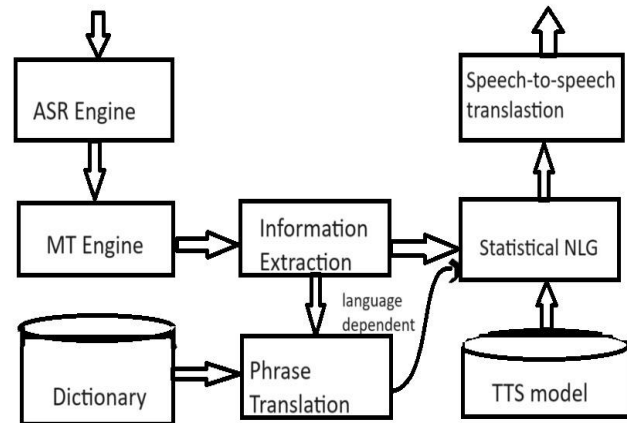 ASR Engine
Speech-to-speech
translastion
MT Engine
Information
Extraction
Statistical NLG
language
dependent
Dictionary
Phrase
Translation
TTS model